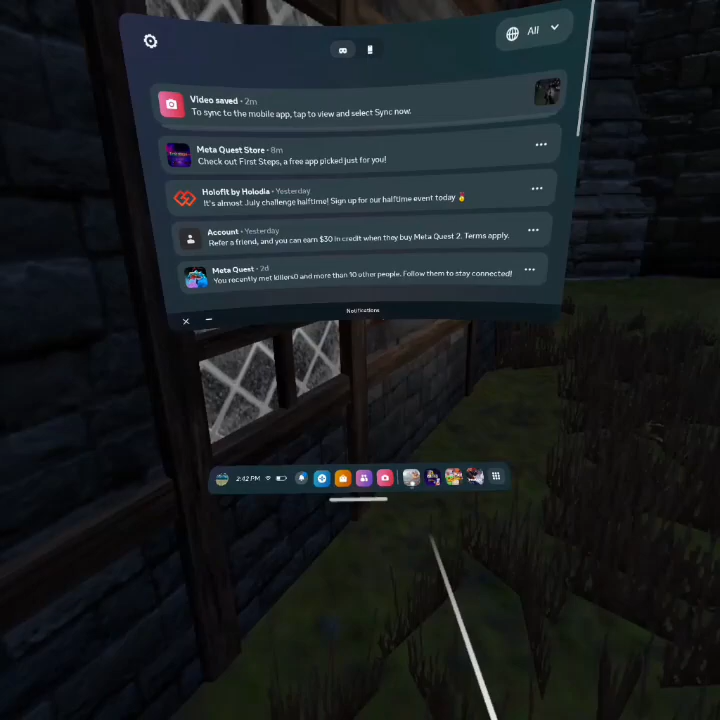 All
Video saved • 2m
To sync to the mobile app, tap to view and select Sync now.
Meta Quest Store • 8m
Check out First Steps, a free app picked just for you!
Holofit by Holodia • Yesterday
It's almost July challenge halftime! Sign up for our halftime event today 🏅
Account • Yesterday
Refer a friend, and you can earn $30 in credit when they buy Meta Quest 2. Terms apply.
Meta Quest • 2d
You recently met killers0 and more than 10 other people. Follow them to stay connected!
Notifications
2:42 PM